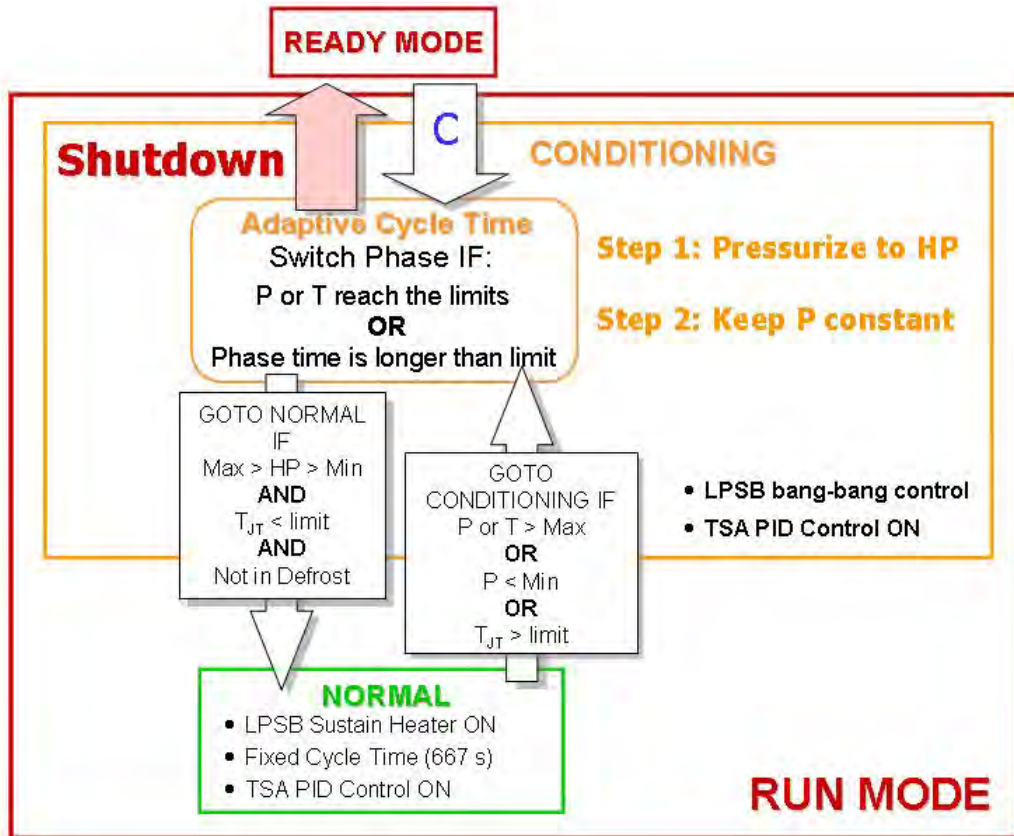 READY MODE
C
Shutdown
CONDITIONING
Adaptive Cycle Time
Switch Phase IF:
P or T reach the limits
OR
Phase time is longer than limit
Step 1: Pressurize to HP
Step 2: Keep P constant
GOTO NORMAL
IF
Max > HP > Min
AND
T_JT < limit
AND
Not in Defrost
GOTO
CONDITIONING IF
P or T > Max
OR
P < Min
OR
T_JT > limit
• LPSB bang-bang control
• TSA PID Control ON
NORMAL
• LPSB Sustain Heater ON
• Fixed Cycle Time (667 s)
• TSA PID Control ON
RUN MODE